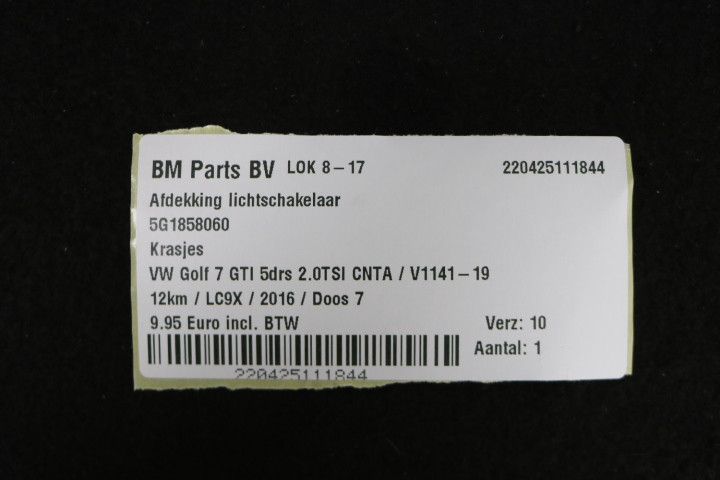 BM Parts BV LOK 8-17 220425111844
Afdekking lichtschakelaar
5G1858060
Krasjes
VW Golf 7 GTI 5drs 2.0TSI CNTA / V1141-19
12km / LC9X / 2016 / Doos 7
9.95 Euro incl. BTW Verz: 10
Aantal: 1
220425111844